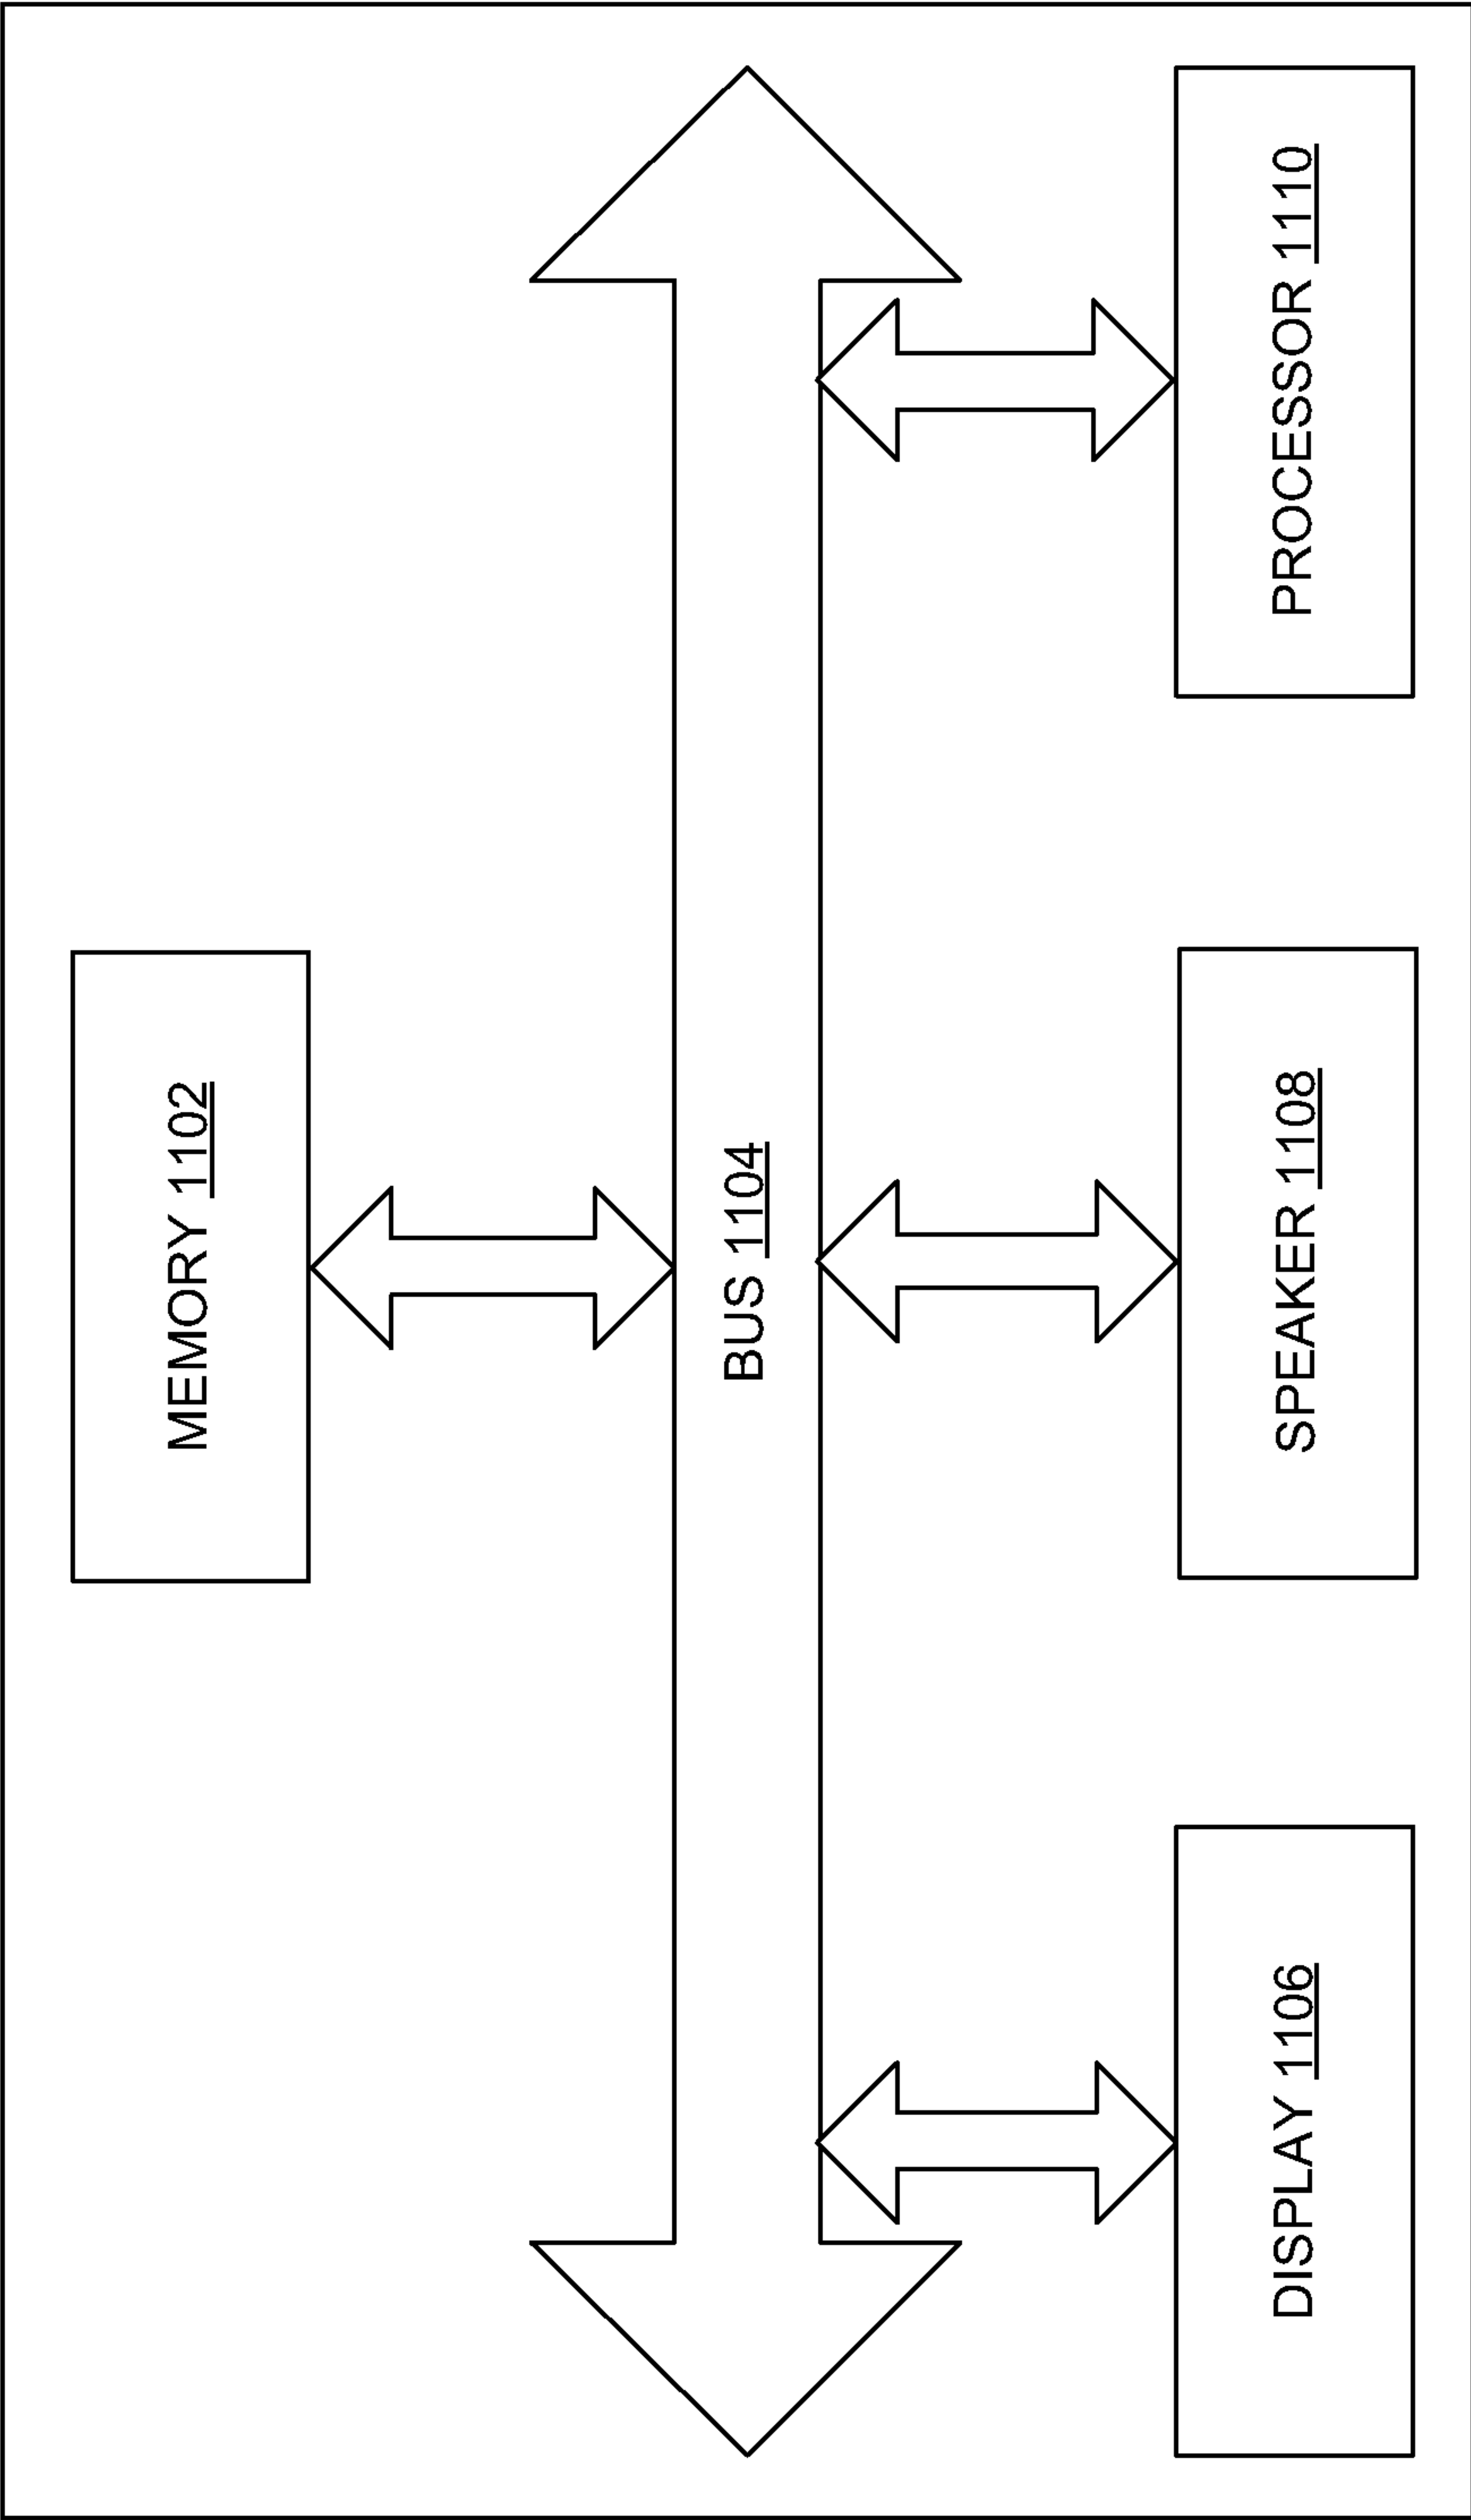 MEMORY 1102
BUS 1104
DISPLAY 1106
SPEAKER 1108
PROCESSOR 1110